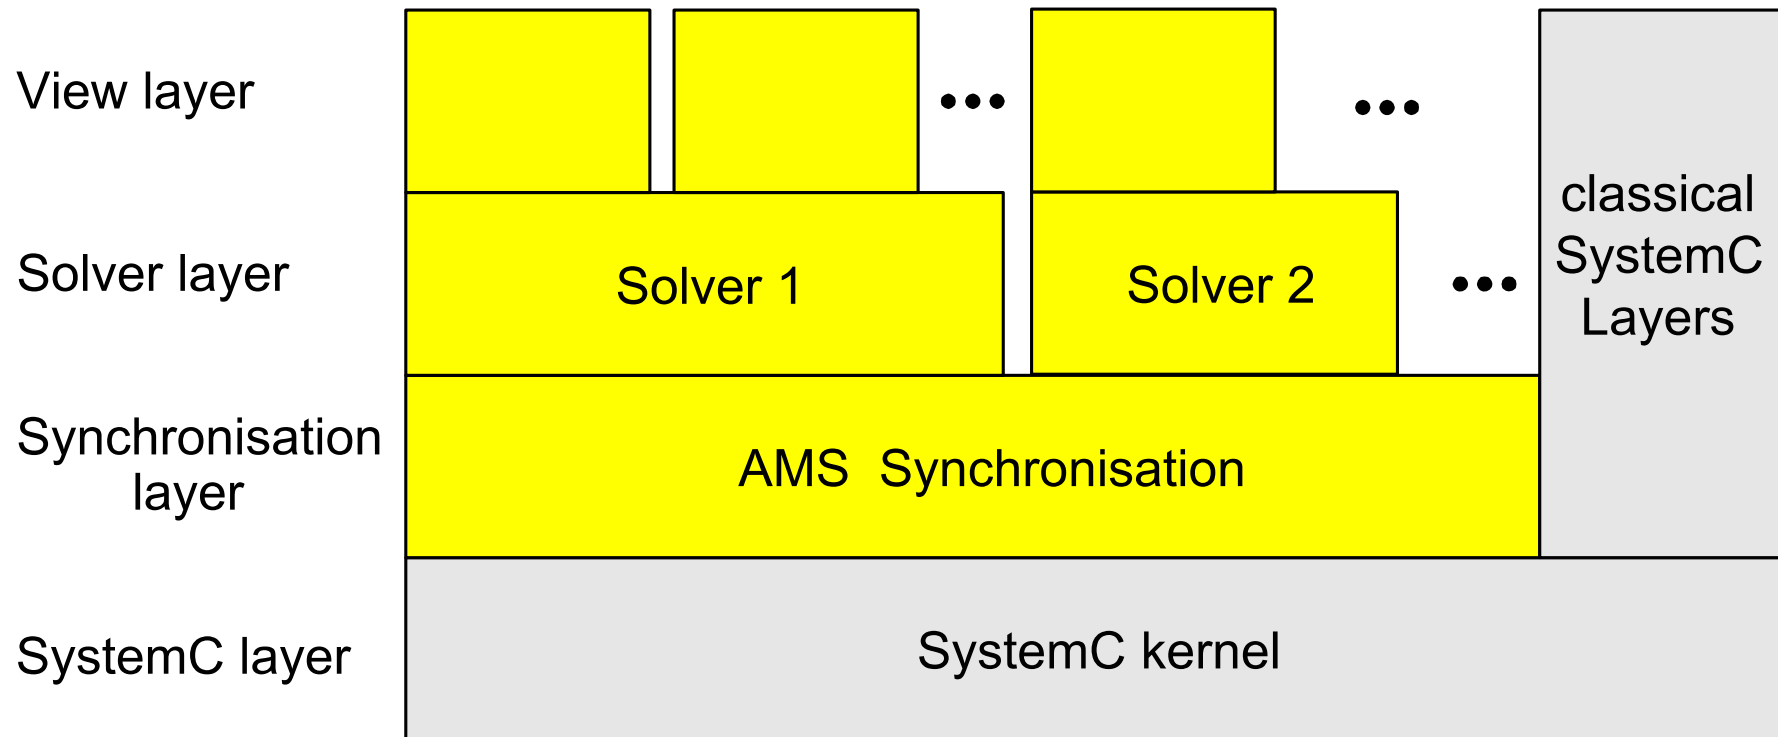 View layer
Solver layer
Solver 1
Solver 2
classical
SystemC
Layers
Synchronisation
layer
AMS  Synchronisation
SystemC layer
SystemC kernel